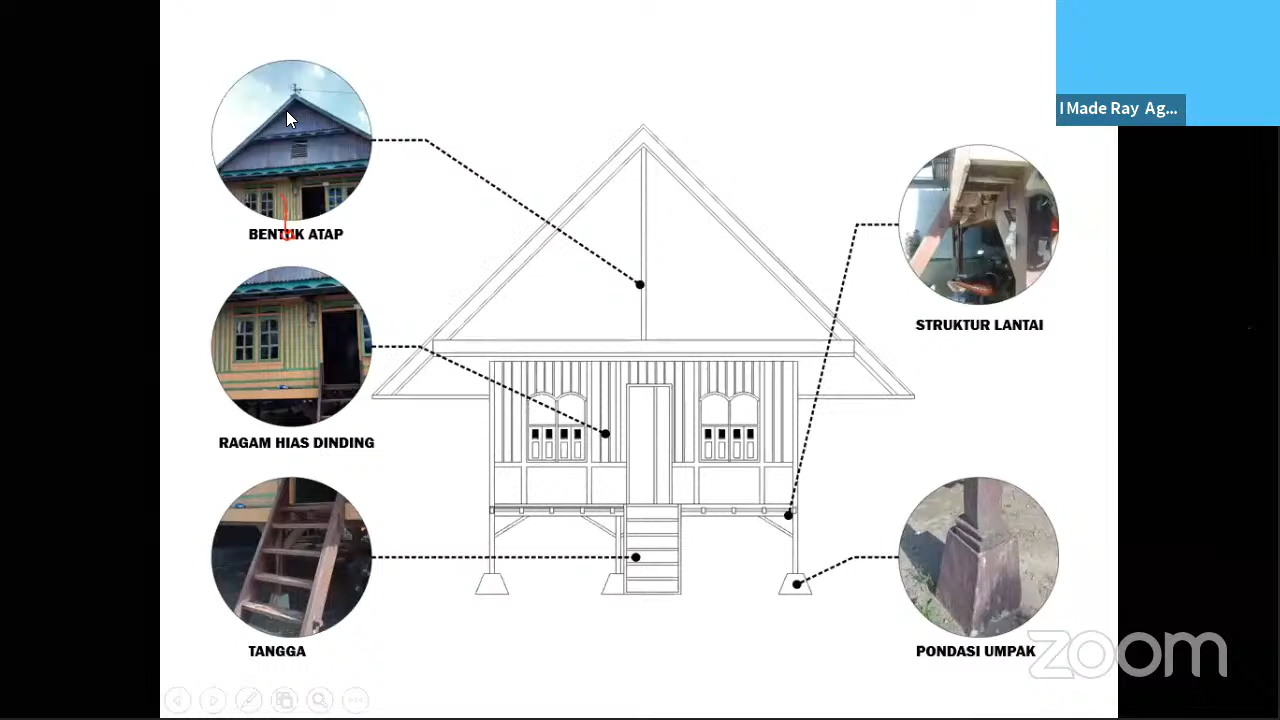 I Made Ray Ag...
BENTUK ATAP
STRUKTUR LANTAI
RAGAM HIAS DINDING
TANGGA
PONDASI UMPAK
zoom